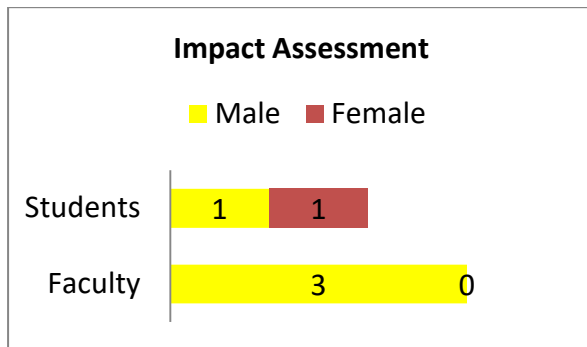 Impact Assessment
Male Female
Students 1 1
Faculty 3 0